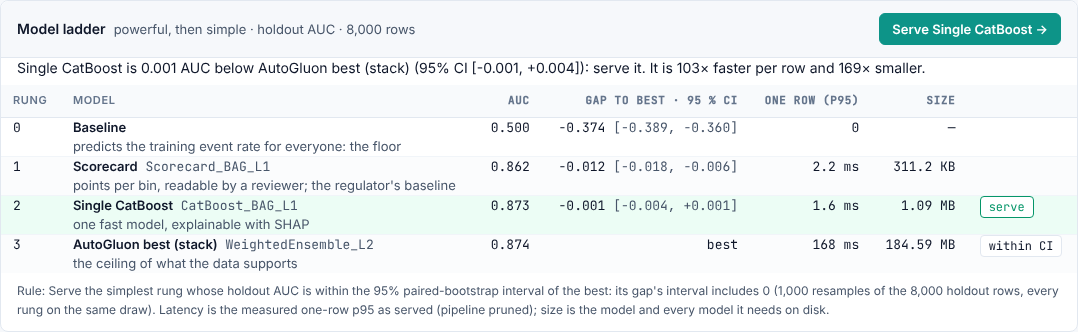 Model ladder powerful, then simple · holdout AUC · 8,000 rows Serve Single CatBoost →
Single CatBoost is 0.001 AUC below AutoGluon best (stack) (95% CI [-0.001, +0.004]): serve it. It is 103× faster per row and 169× smaller.
RUNG MODEL AUC GAP TO BEST · 95 % CI ONE ROW (P95) SIZE
0 Baseline 0.500 -0.374 [-0.389, -0.360] 0 —
predicts the training event rate for everyone: the floor
1 Scorecard Scorecard_BAG_L1 0.862 -0.012 [-0.018, -0.006] 2.2 ms 311.2 KB
points per bin, readable by a reviewer; the regulator's baseline
2 Single CatBoost CatBoost_BAG_L1 0.873 -0.001 [-0.004, +0.001] 1.6 ms 1.09 MB serve
one fast model, explainable with SHAP
3 AutoGluon best (stack) WeightedEnsemble_L2 0.874 best 168 ms 184.59 MB within CI
the ceiling of what the data supports
Rule: Serve the simplest rung whose holdout AUC is within the 95% paired-bootstrap interval of the best: its gap's interval includes 0 (1,000 resamples of the 8,000 holdout rows, every
rung on the same draw). Latency is the measured one-row p95 as served (pipeline pruned); size is the model and every model it needs on disk.